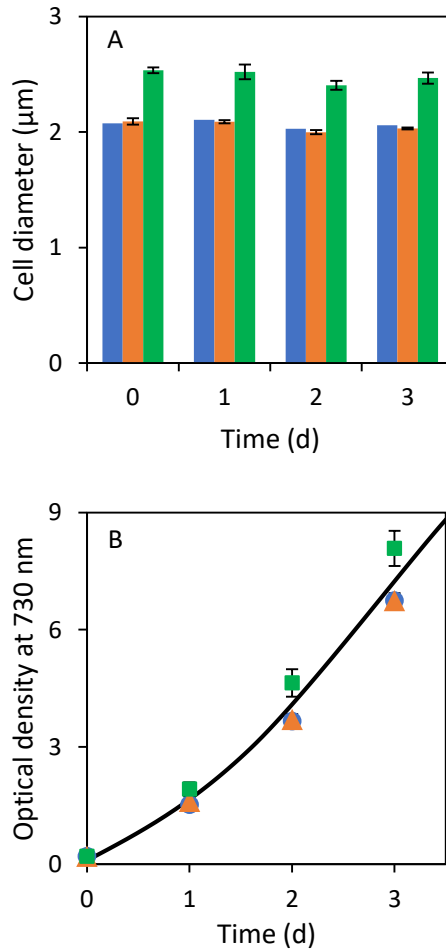 A
Cell diameter (μm)
3
2
1
0
0 1 2 3
Time (d)
B
Optical density at 730 nm
9
6
3
0
0 1 2 3
Time (d)